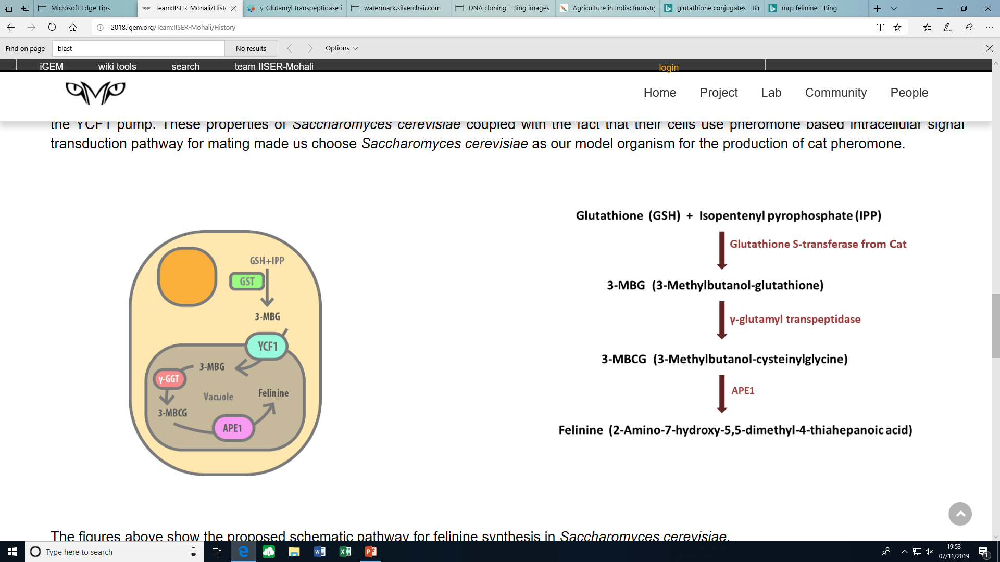 Microsoft Edge Tips
Team:IISER-Mohali/Hist
γ-Glutamyl transpeptidase i
watermark.silverchair.com
DNA cloning - Bing images
Agriculture in India: Industry
glutathione conjugates - Bin
mrp felinine - Bing
2018.igem.org/Team:IISER-Mohali/History
Find on page
blast
No results
Options
iGEM
wiki tools
search
team IISER-Mohali
login
Home
Project
Lab
Community
People
the YCF1 pump. These properties of Saccharomyces cerevisiae coupled with the fact that their cells use pheromone based intracellular signal
transduction pathway for mating made us choose Saccharomyces cerevisiae as our model organism for the production of cat pheromone.
GSH+IPP
GST
3-MBG
YCF1
3-MBG
γ-GGT
Vacuole
Felinine
3-MBCG
APE1
Glutathione (GSH) + Isopentenyl pyrophosphate (IPP)
Glutathione S-transferase from Cat
3-MBG (3-Methylbutanol-glutathione)
γ-glutamyl transpeptidase
3-MBCG (3-Methylbutanol-cysteinylglycine)
APE1
Felinine (2-Amino-7-hydroxy-5,5-dimethyl-4-thiahepanoic acid)
The figures above show the proposed schematic pathway for felinine synthesis in Saccharomyces cerevisiae.
Type here to search
19:53
07/11/2019
1